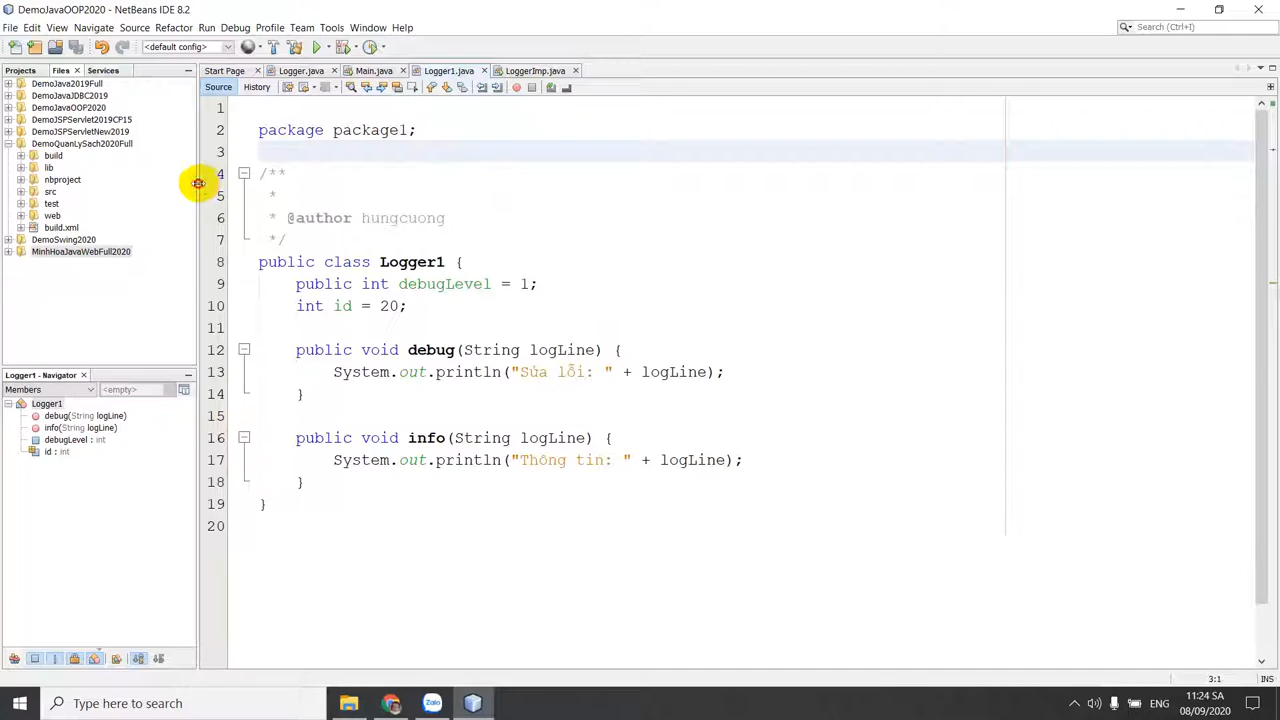 DemoJavaOOP2020 - NetBeans IDE 8.2
File Edit View Navigate Source Refactor Run Debug Profile Team Tools Window Help
Search (Ctrl+I)
<default config>
Projects Files Services
Start Page Logger.java Main.java Logger1.java LoggerImp.java
Source History
DemoJava2019Full
DemoJavaJDBC2019
DemoJavaOOP2020
DemoJSPServlet2019CP15
DemoJSPServletNew2019
DemoQuanLySach2020Full
build
lib
nbproject
src
test
web
build.xml
DemoSwing2020
MinhHoaJavaWebFull2020
Logger1 - Navigator
Members <empty>
Logger1
debug(String logLine)
info(String logLine)
debugLevel : int
id : int
1
2 package package1;
3
4 /**
5 *
6 * @author hungcuong
7 */
8 public class Logger1 {
9 public int debugLevel = 1;
10 int id = 20;
11
12 public void debug(String logLine) {
13 System.out.println("Sửa lỗi: " + logLine);
14 }
15
16 public void info(String logLine) {
17 System.out.println("Thông tin: " + logLine);
18 }
19 }
20
3:1 INS
Type here to search
Zalo
ENG
11:24 SA
08/09/2020